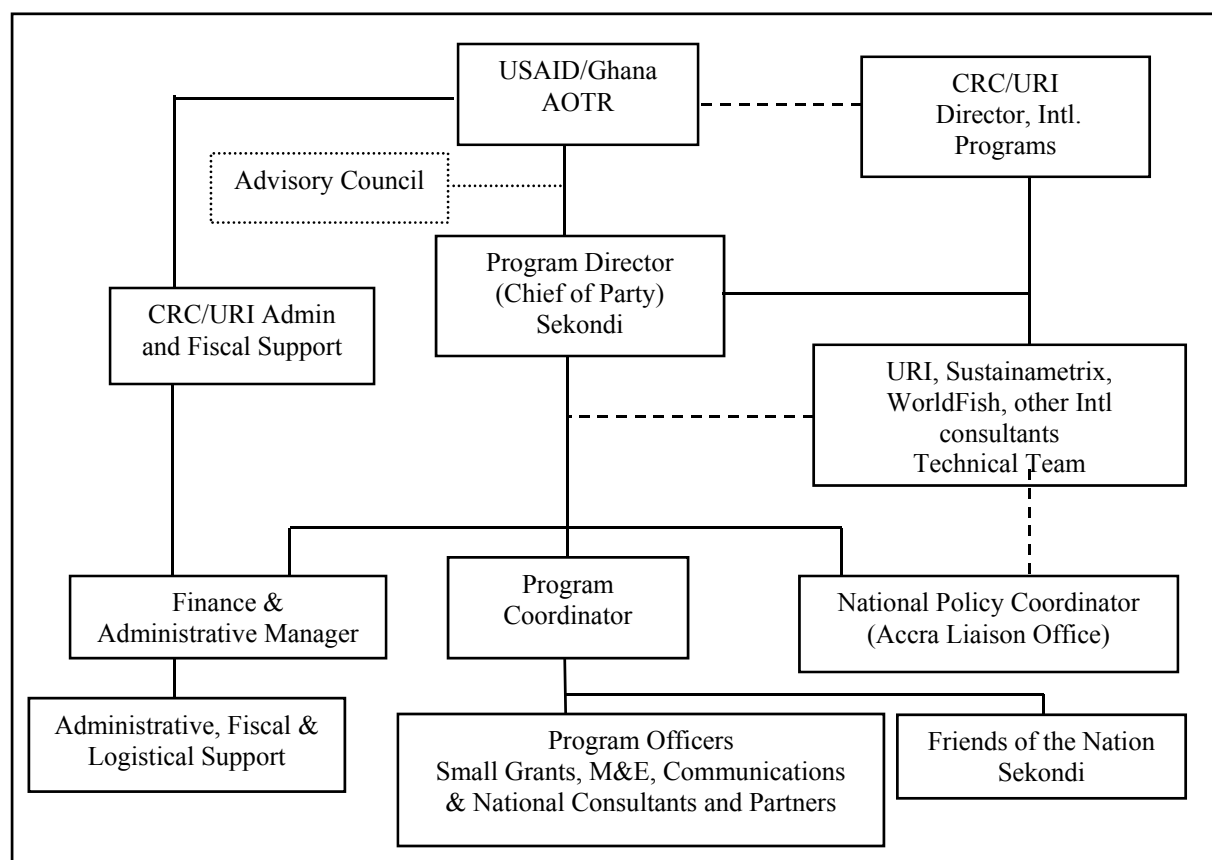 USAID/Ghana
AOTR
CRC/URI
Director, Intl.
Programs
Advisory Council
Program Director
(Chief of Party)
Sekondi
CRC/URI Admin
and Fiscal Support
URI, Sustainametrix,
WorldFish, other Intl
consultants
Technical Team
Finance &
Administrative Manager
Program
Coordinator
National Policy Coordinator
(Accra Liaison Office)
Administrative, Fiscal &
Logistical Support
Program Officers
Small Grants, M&E, Communications
& National Consultants and Partners
Friends of the Nation
Sekondi